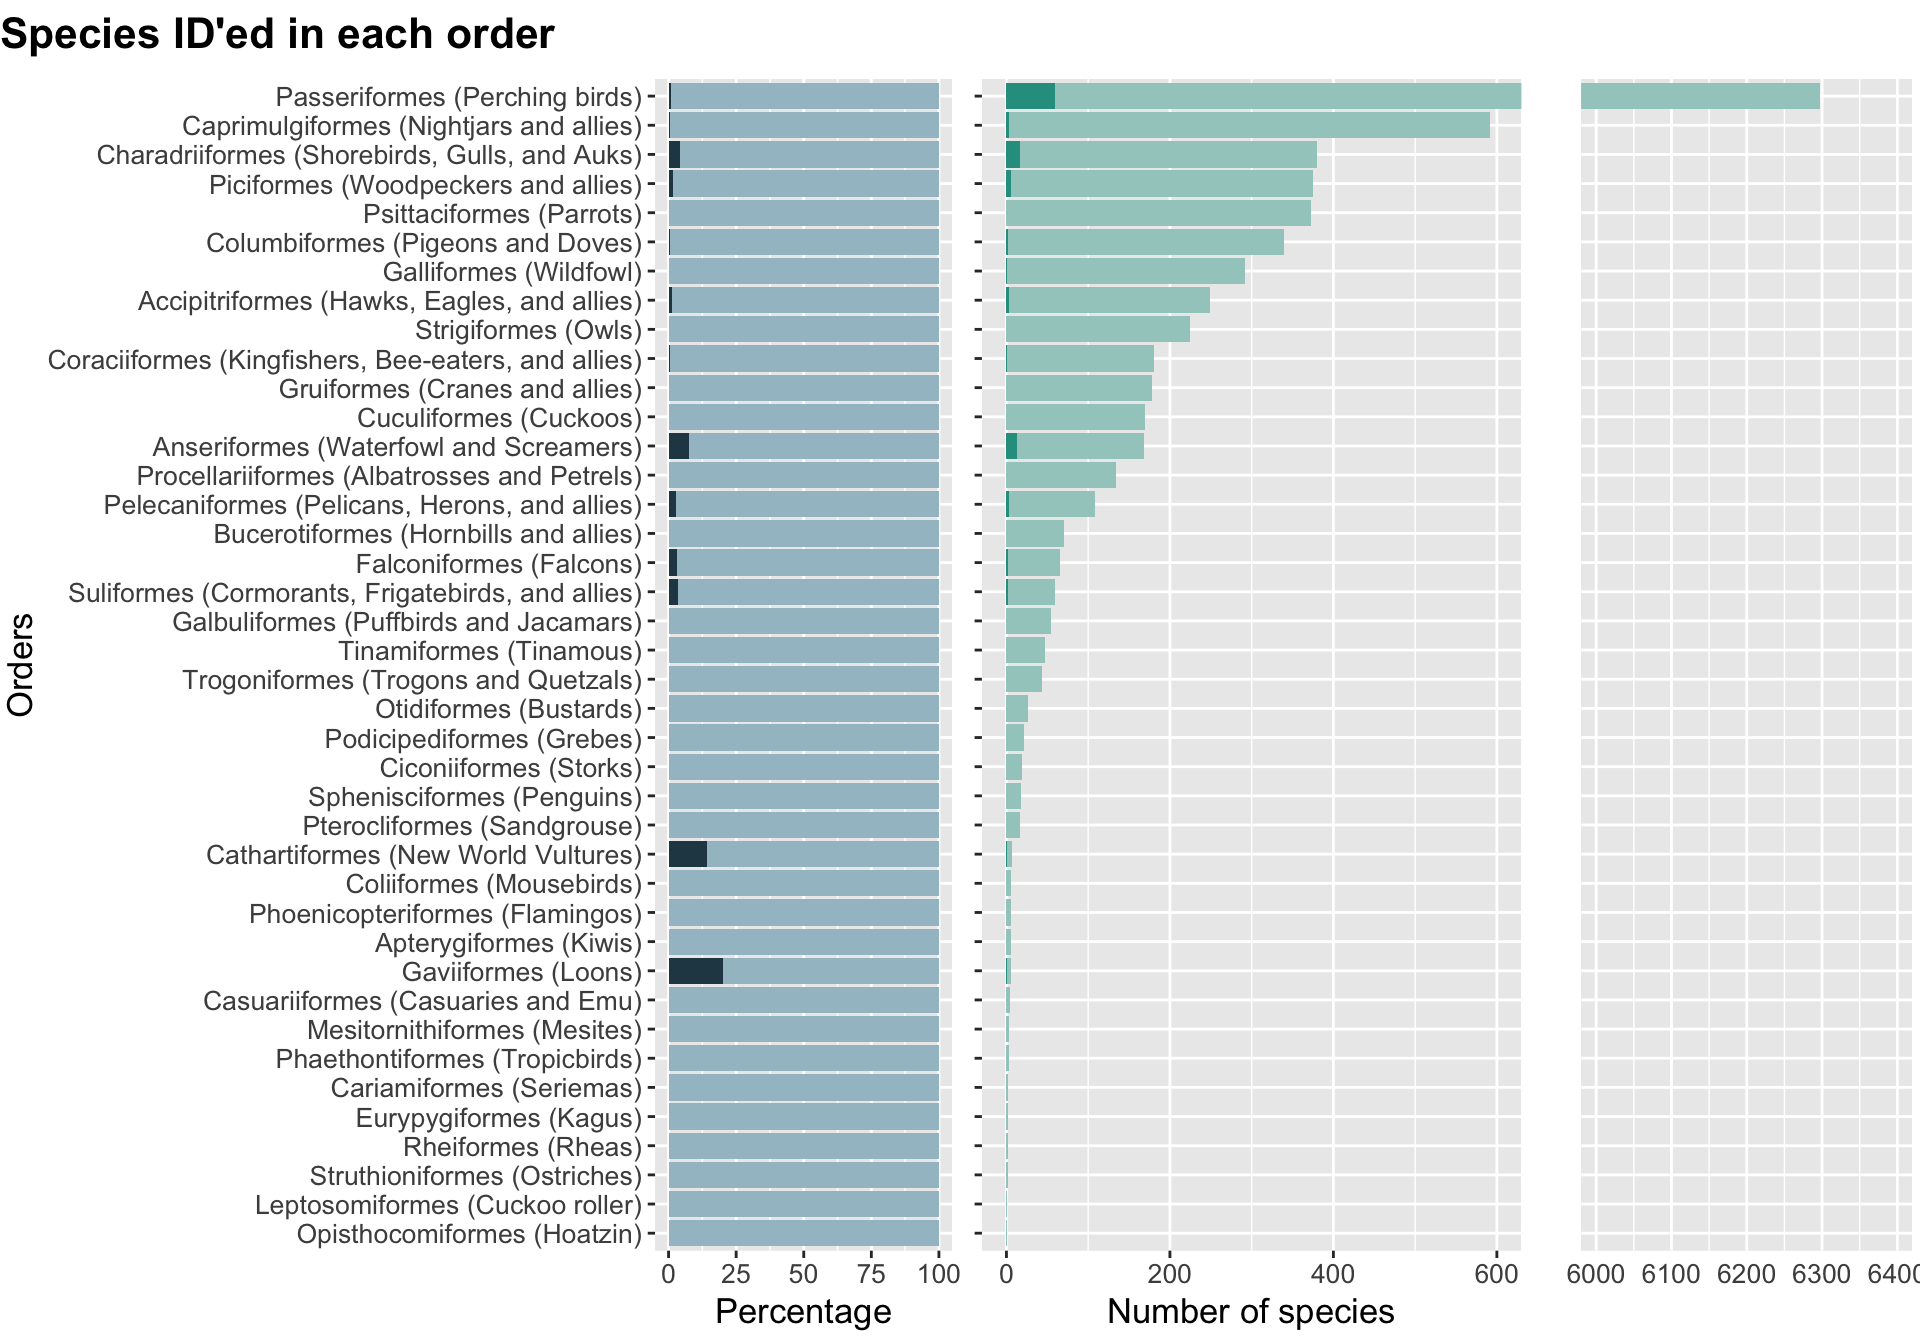 Species ID'ed in each order
Orders
Passeriformes (Perching birds)
Caprimulgiformes (Nightjars and allies)
Charadriiformes (Shorebirds, Gulls, and Auks)
Piciformes (Woodpeckers and allies)
Psittaciformes (Parrots)
Columbiformes (Pigeons and Doves)
Galliformes (Wildfowl)
Accipitriformes (Hawks, Eagles, and allies)
Strigiformes (Owls)
Coraciiformes (Kingfishers, Bee-eaters, and allies)
Gruiformes (Cranes and allies)
Cuculiformes (Cuckoos)
Anseriformes (Waterfowl and Screamers)
Procellariiformes (Albatrosses and Petrels)
Pelecaniformes (Pelicans, Herons, and allies)
Bucerotiformes (Hornbills and allies)
Falconiformes (Falcons)
Suliformes (Cormorants, Frigatebirds, and allies)
Galbuliformes (Puffbirds and Jacamars)
Tinamiformes (Tinamous)
Trogoniformes (Trogons and Quetzals)
Otidiformes (Bustards)
Podicipediformes (Grebes)
Ciconiiformes (Storks)
Sphenisciformes (Penguins)
Pterocliformes (Sandgrouse)
Cathartiformes (New World Vultures)
Coliiformes (Mousebirds)
Phoenicopteriformes (Flamingos)
Apterygiformes (Kiwis)
Gaviiformes (Loons)
Casuariiformes (Casuaries and Emu)
Mesitornithiformes (Mesites)
Phaethontiformes (Tropicbirds)
Cariamiformes (Seriemas)
Eurypygiformes (Kagus)
Rheiformes (Rheas)
Struthioniformes (Ostriches)
Leptosomiformes (Cuckoo roller)
Opisthocomiformes (Hoatzin)
0 25 50 75 100 0 200 400 600 6000 6100 6200 6300 6400
Percentage Number of species